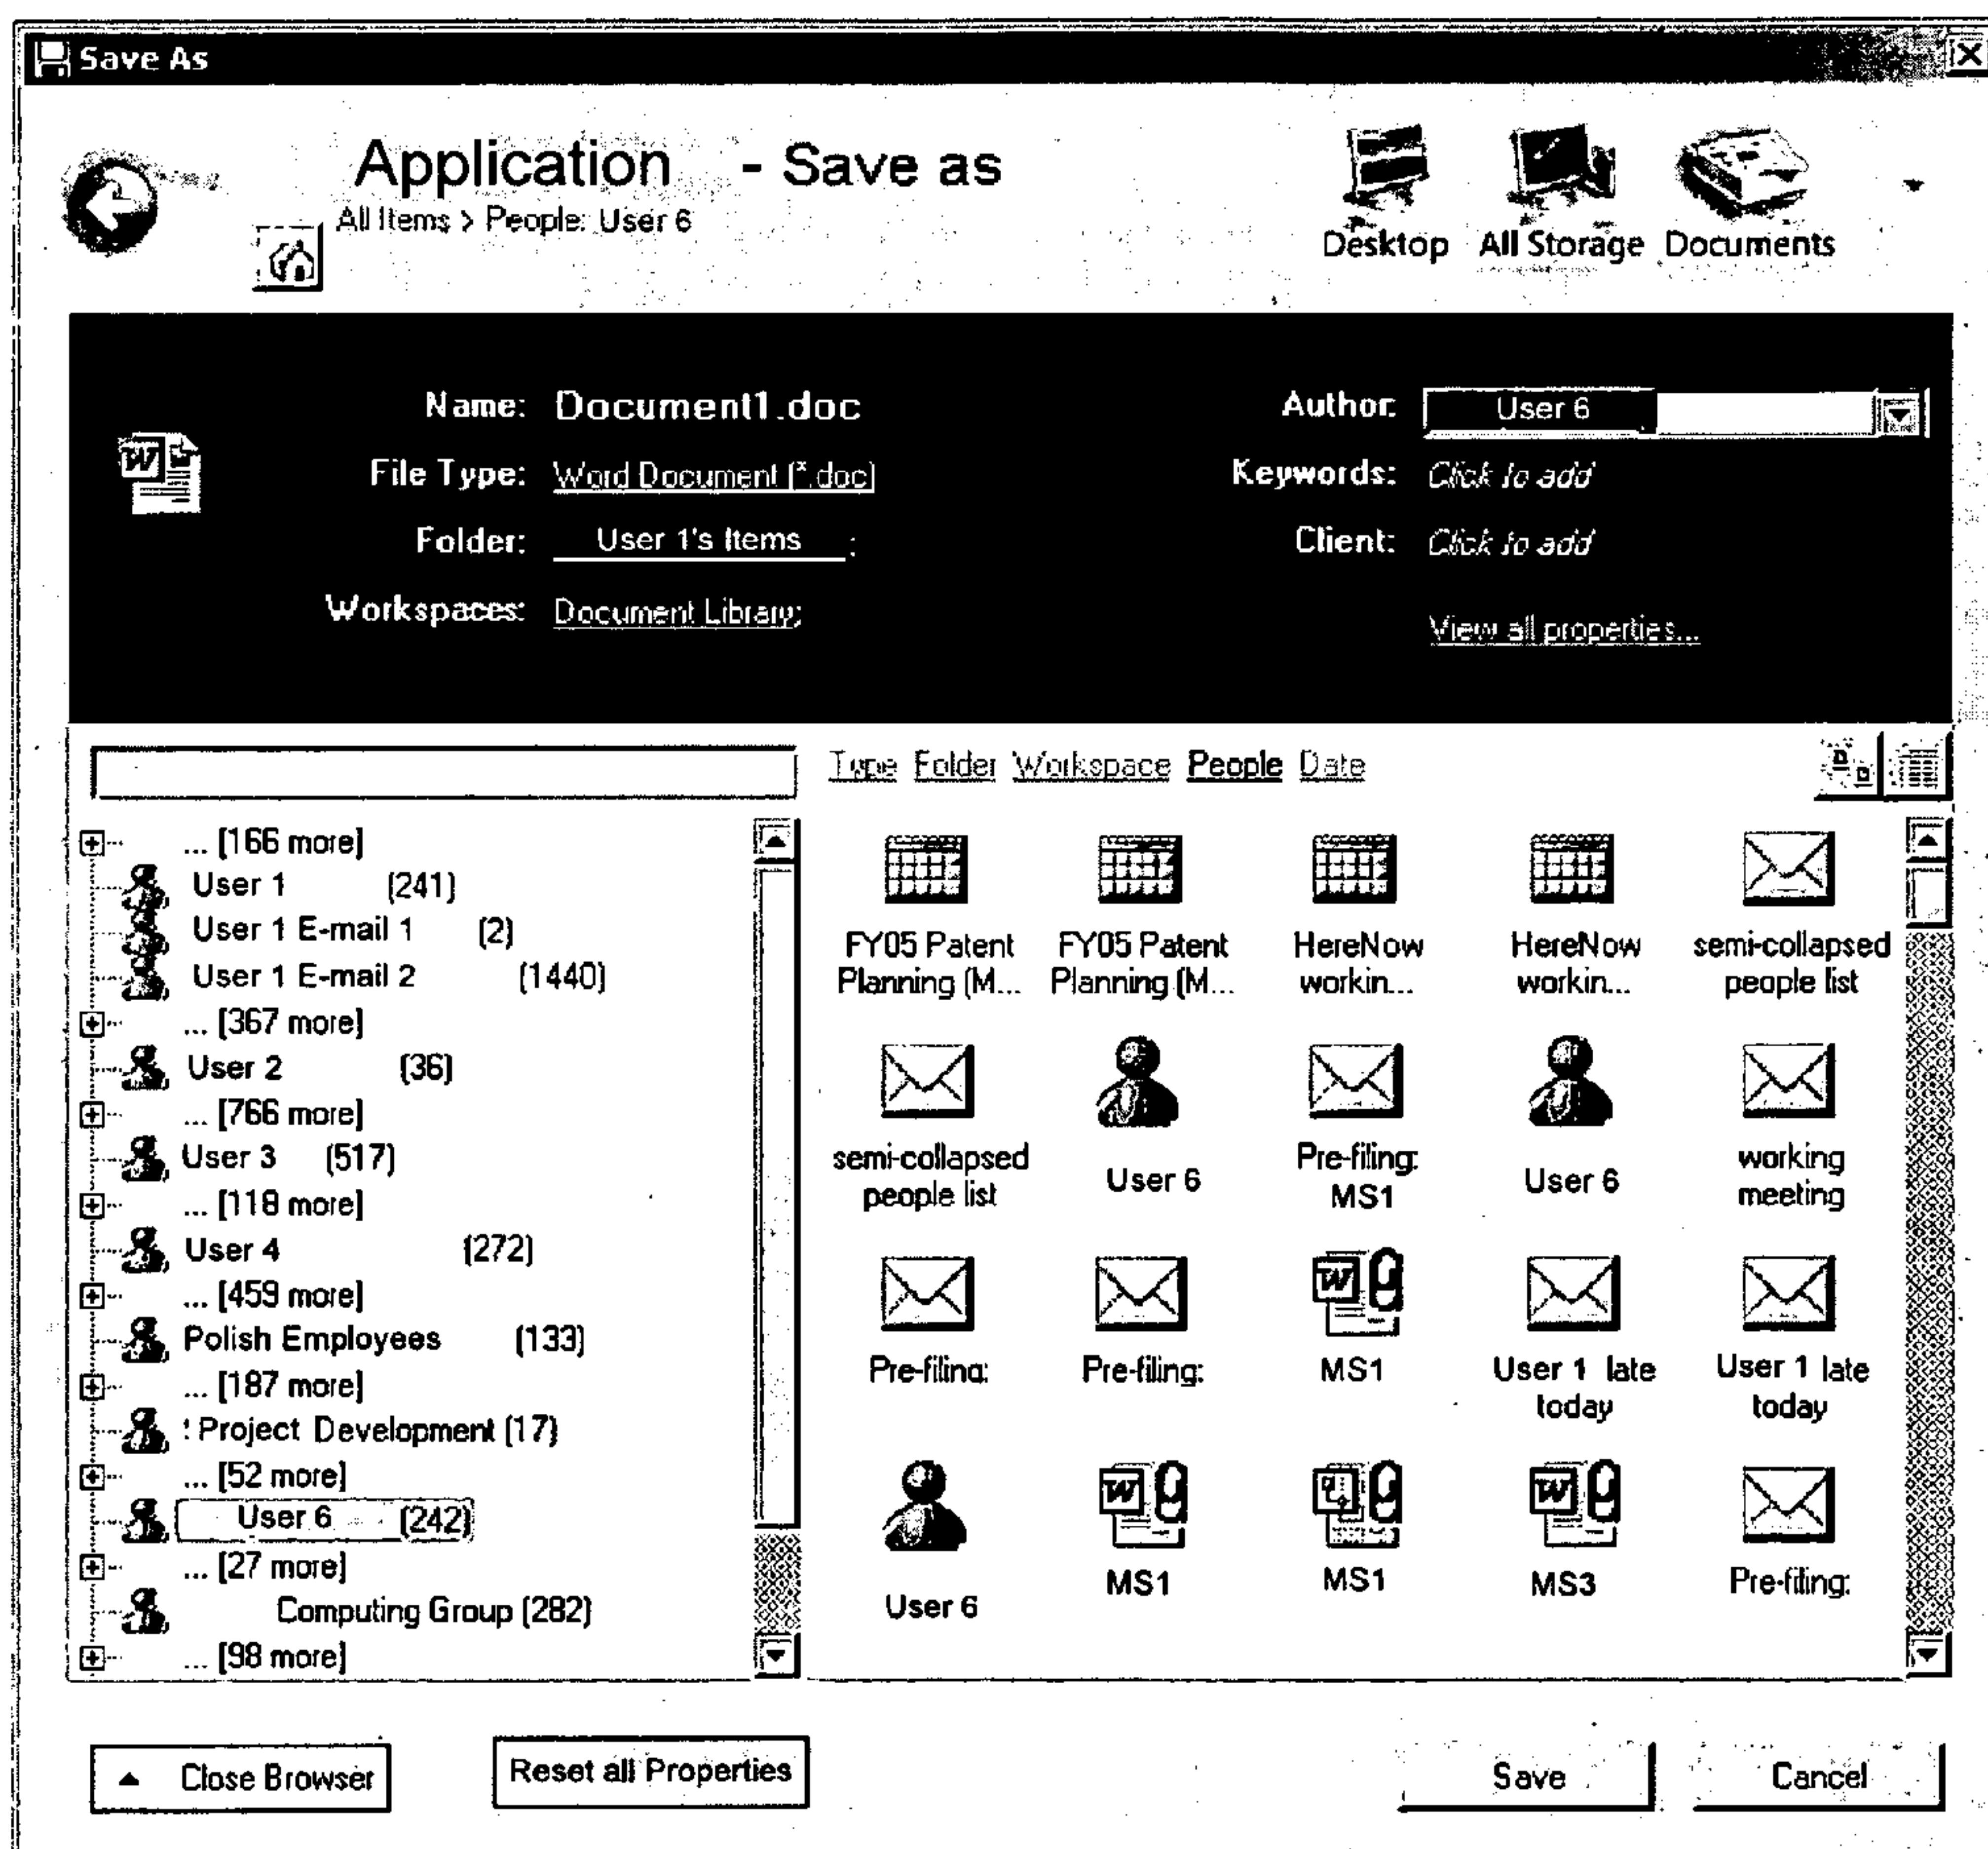 Save As
Application - Save as
All Items > People: User 6
Desktop All Storage Documents
Name: Document1.doc
File Type: Word Document (*.doc)
Folder: User 1's Items ;
Workspaces: Document Library;
Author: User 6
Keywords: Click to add
Client: Click to add
View all properties...
Type Folder Workspace People Date
... [166 more]
User 1 (241)
User 1 E-mail 1 (2)
User 1 E-mail 2 (1440)
... [367 more]
User 2 (36)
... [766 more]
User 3 (517)
... [118 more]
User 4 (272)
... [459 more]
Polish Employees (133)
... [187 more]
Project Development (17)
... [52 more]
User 6 (242)
... [27 more]
Computing Group (282)
... [98 more]
FY05 Patent
Planning (M...
FY05 Patent
Planning (M...
HereNow
workin...
HereNow
workin...
semi-collapsed
people list
semi-collapsed
people list
User 6
Pre-filing:
MS1
User 6
working
meeting
Pre-filing:
Pre-filing:
MS1
User 1 late
today
User 1 late
today
User 6
MS1
MS1
MS3
Pre-filing:
Close Browser
Reset all Properties
Save
Cancel